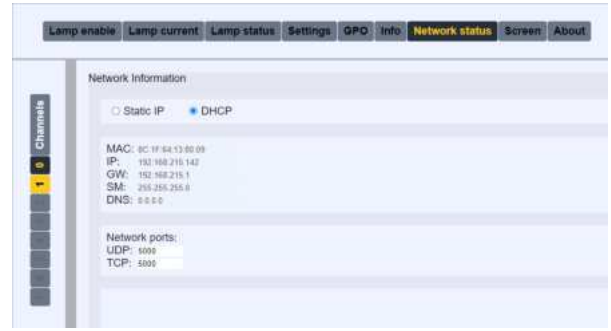 Lamp enable Lamp current Lamp status Settings GPO Info Network status Screen About
Network Information
Channels
Static IP DHCP
0
1
MAC: 8C:1F:64:13:80:09
IP: 192.168.215.142
GW: 192.168.215.1
SM: 255.255.255.0
DNS: 0.0.0.0
Network ports:
UDP: 5000
TCP: 5000